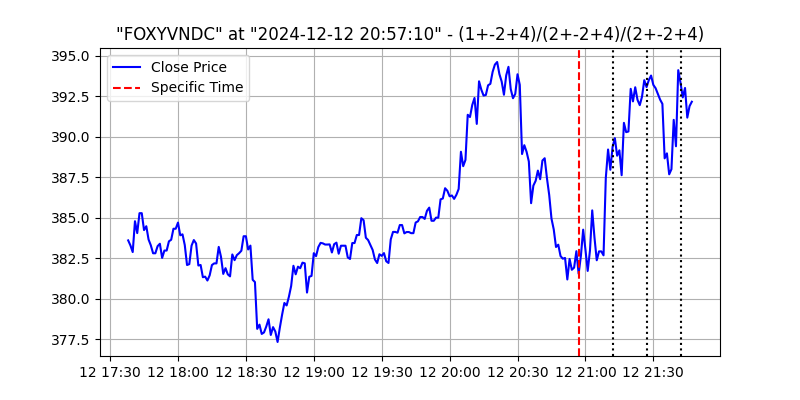 "FOXYVNDC" at "2024-12-12 20:57:10" - (1+-2+4)/(2+-2+4)/(2+-2+4)
Close Price
Specific Time
395.0
392.5
390.0
387.5
385.0
382.5
380.0
377.5
12 17:30 12 18:00 12 18:30 12 19:00 12 19:30 12 20:00 12 20:30 12 21:00 12 21:30